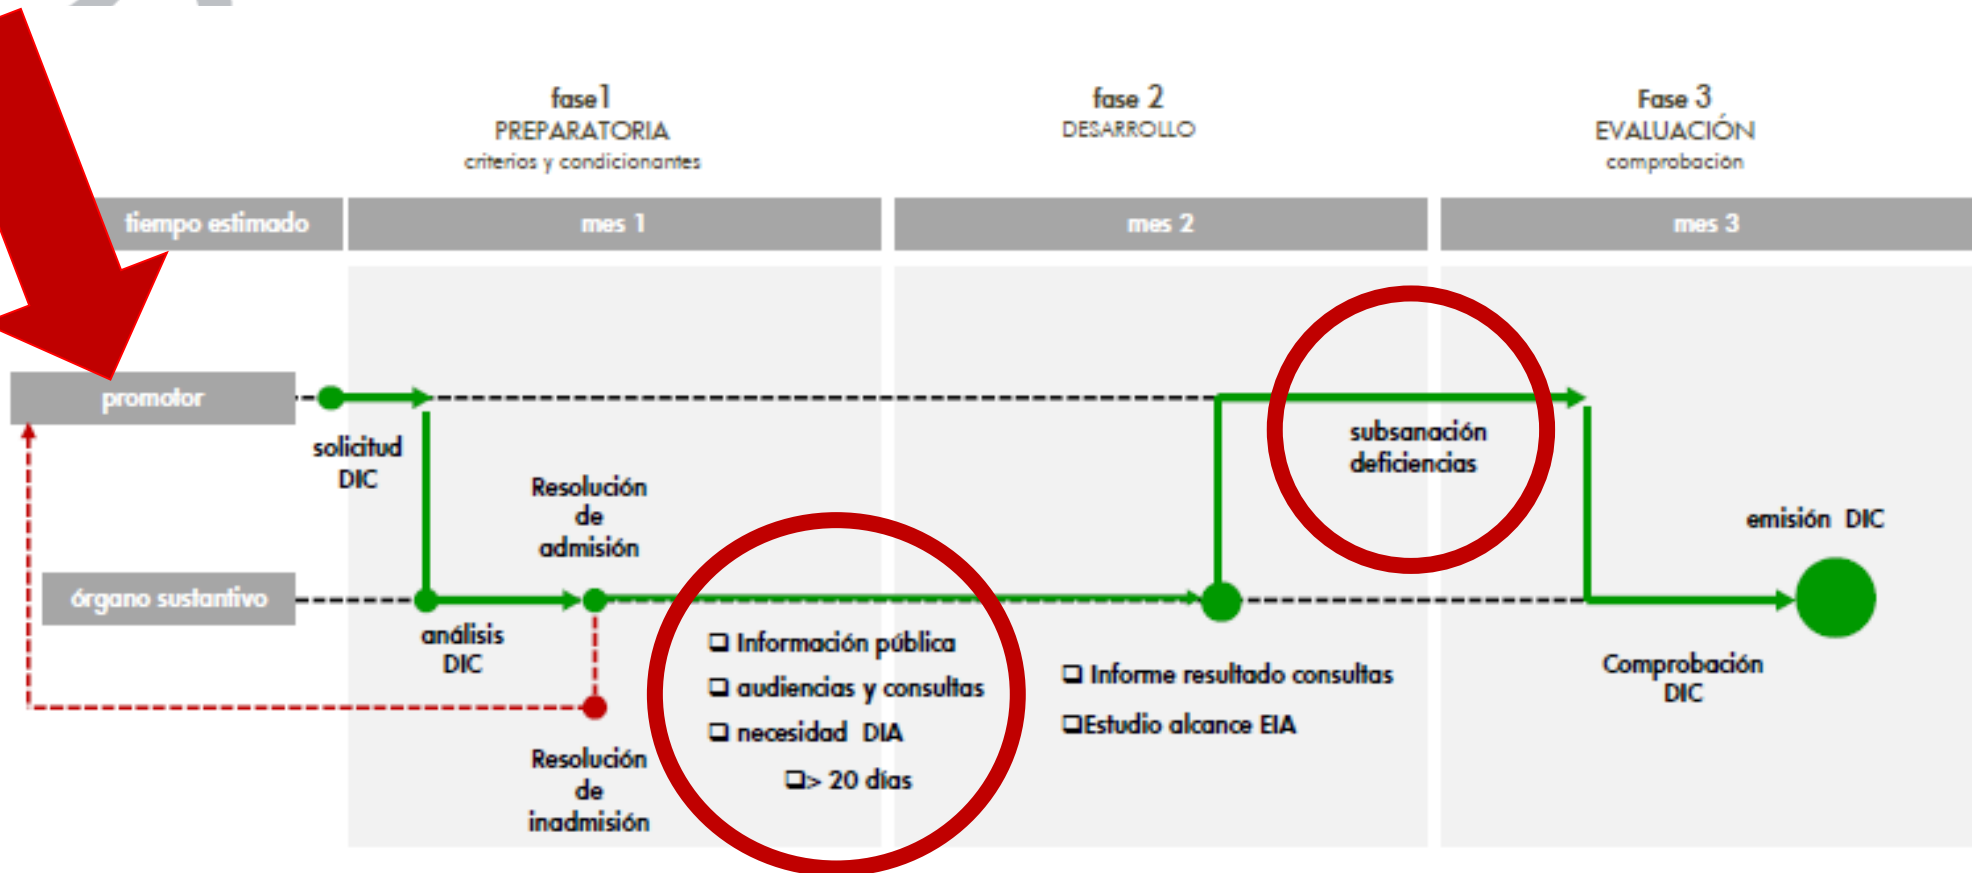 fase1
PREPARATORIA
criterios y condicionantes
fase 2
DESARROLLO
Fase 3
EVALUACIÓN
comprobación
tiempo estimado
mes 1
mes 2
mes 3
promotor
solicitud
DIC
subsanación
deficiencias
Resolución
de
admisión
emisión DIC
órgano sustantivo
análisis
DIC
❑ Información pública
❑ audiencias y consultas
❑ necesidad DIA
❑> 20 días
❑ Informe resultado consultas
❑Estudio alcance EIA
Comprobación
DIC
Resolución
de
inadmisión